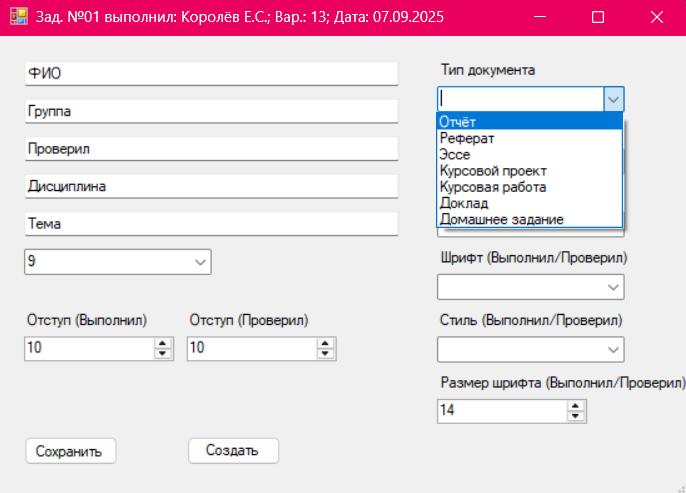 Зад. №01 выполнил: Королёв Е.С.; Вар.: 13; Дата: 07.09.2025
ФИО
Группа
Проверил
Дисциплина
Тема
9
Отступ (Выполнил)
10
Отступ (Проверил)
10
Сохранить
Создать
Тип документа
Отчёт
Реферат
Эссе
Курсовой проект
Курсовая работа
Доклад
Домашнее задание
Шрифт (Выполнил/Проверил)
Стиль (Выполнил/Проверил)
Размер шрифта (Выполнил/Проверил)
14